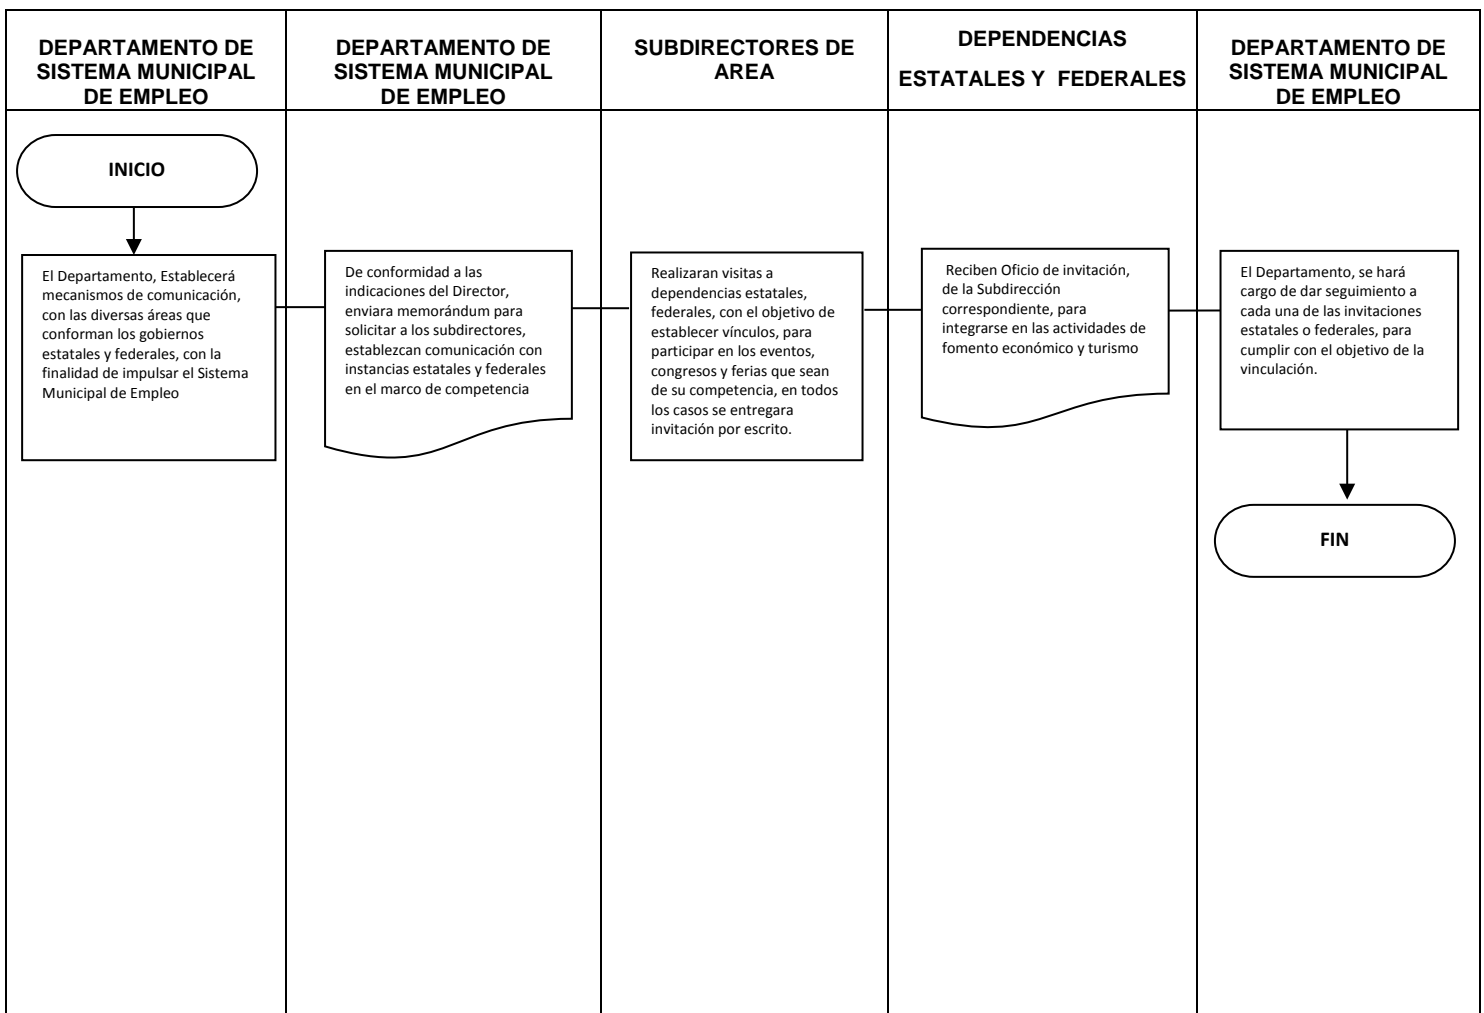 DEPARTAMENTO DE
SISTEMA MUNICIPAL
DE EMPLEO
DEPARTAMENTO DE
SISTEMA MUNICIPAL
DE EMPLEO
SUBDIRECTORES DE
AREA
DEPENDENCIAS
ESTATALES Y FEDERALES
DEPARTAMENTO DE
SISTEMA MUNICIPAL
DE EMPLEO
INICIO
El Departamento, Establecerá
mecanismos de comunicación,
con las diversas áreas que
conforman los gobiernos
estatales y federales, con la
finalidad de impulsar el Sistema
Municipal de Empleo
De conformidad a las
indicaciones del Director,
enviara memorándum para
solicitar a los subdirectores,
establezcan comunicación con
instancias estatales y federales
en el marco de competencia
Realizaran visitas a
dependencias estatales,
federales, con el objetivo de
establecer vínculos, para
participar en los eventos,
congresos y ferias que sean
de su competencia, en todos
los casos se entregara
invitación por escrito.
Reciben Oficio de invitación,
de la Subdirección
correspondiente, para
integrarse en las actividades de
fomento económico y turismo
El Departamento, se hará
cargo de dar seguimiento a
cada una de las invitaciones
estatales o federales, para
cumplir con el objetivo de la
vinculación.
FIN